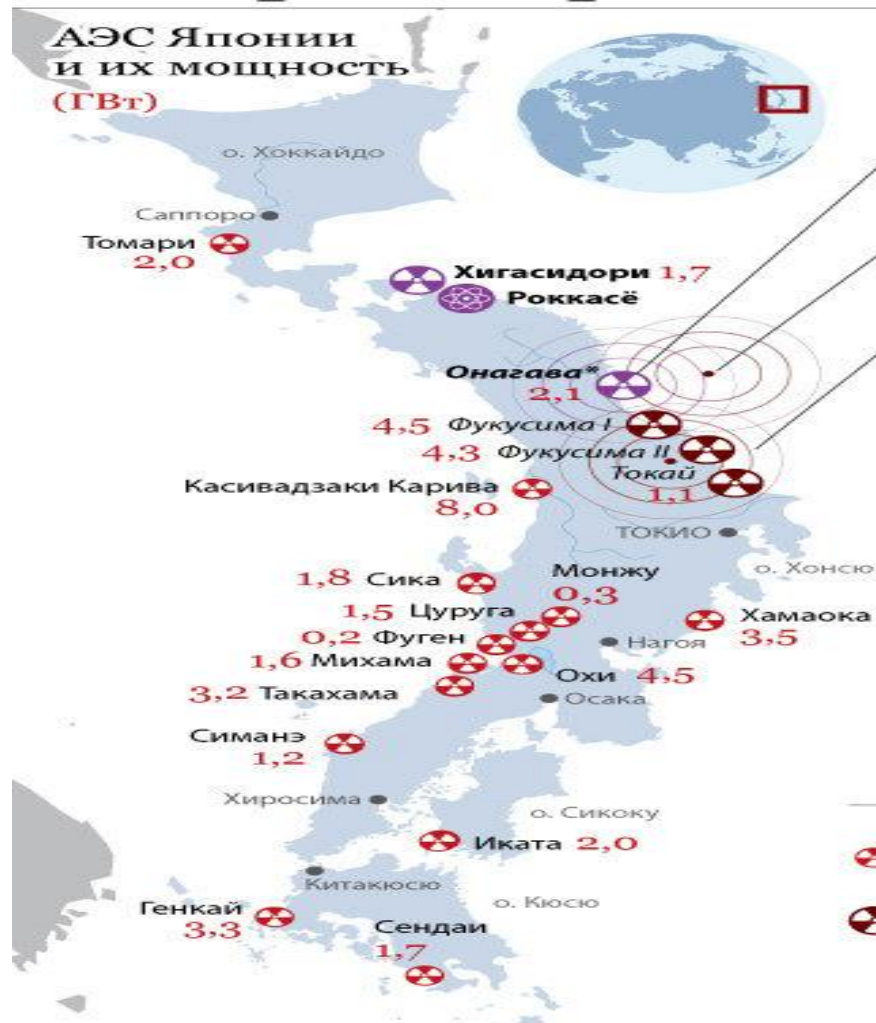 АЭС Японии
и их мощность
(ГВт)
о. Хоккайдо
Саппоро
Томари
2,0
Хигасидори 1,7
Роккасё
Онагава*
2,1
4,5 Фукусима I
4,3 Фукусима II
Токай
1,1
Касивадзаки Карива
8,0
ТОКИО
о. Хонсю
1,8 Сика
Монжу
0,3
1,5 Цуруга
Хамаока
3,5
0,2 Фуген
Нагоя
1,6 Михама
Охи 4,5
3,2 Такахама
Осака
Симанэ
1,2
Хиросима
о. Сикоку
Иката 2,0
Китакюсю
о. Кюсю
Генкай
3,3
Сендаи
1,7